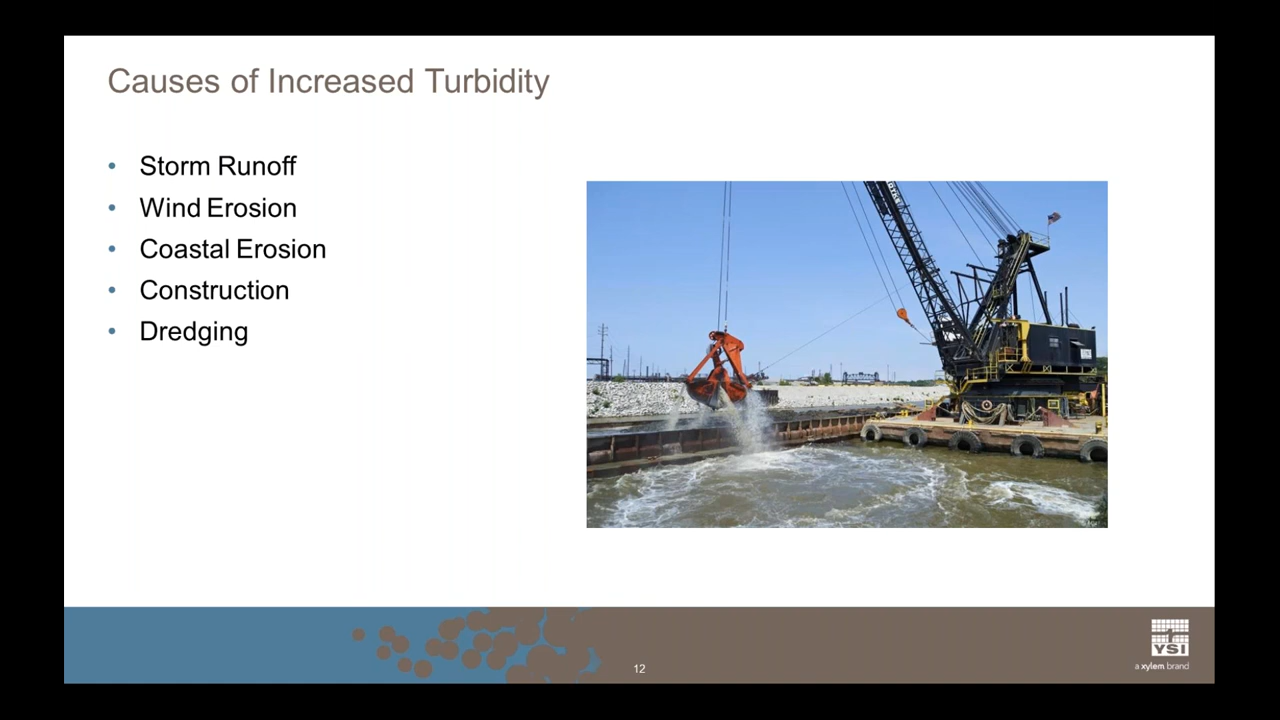 Causes of Increased Turbidity
• Storm Runoff
• Wind Erosion
• Coastal Erosion
• Construction
• Dredging
12
YSI
a xylem brand